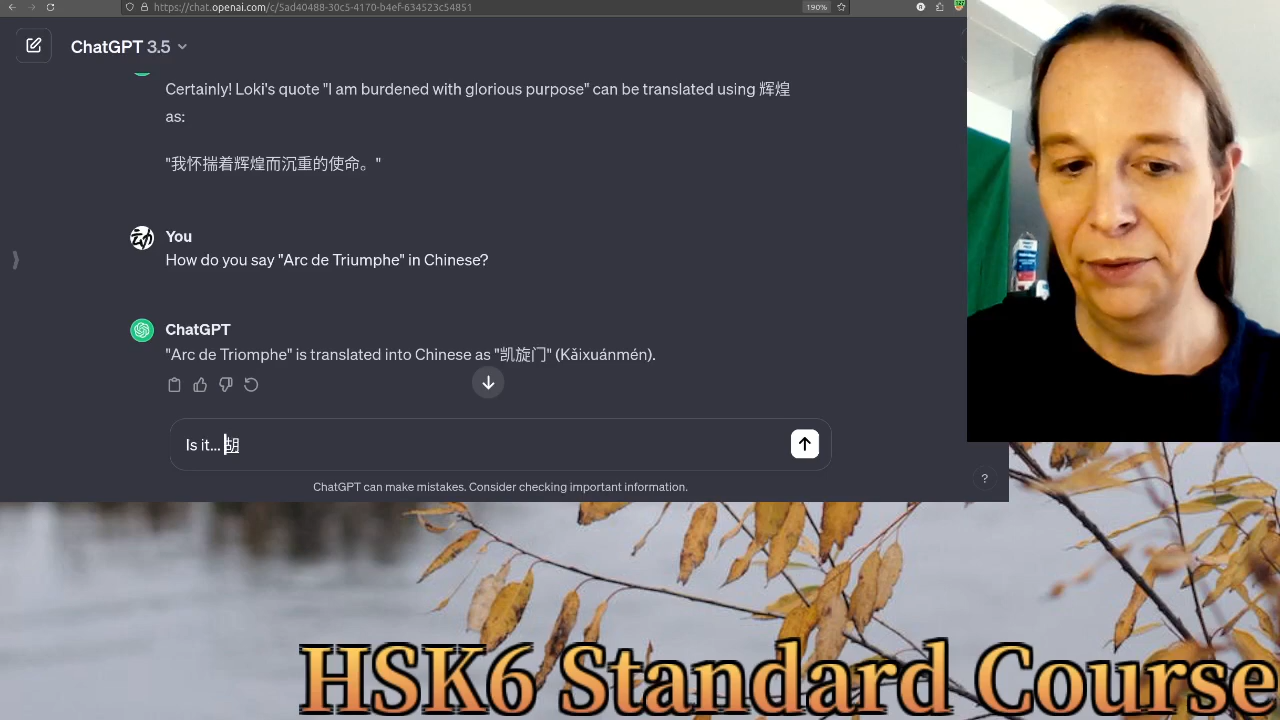 https://chat.openai.com/c/5ad40488-30c5-4170-b4ef-634523c54851
190%
ChatGPT 3.5
Certainly! Loki's quote "I am burdened with glorious purpose" can be translated using 辉煌
as:
"我怀揣着辉煌而沉重的使命。"
You
How do you say "Arc de Triumphe" in Chinese?
ChatGPT
"Arc de Triomphe" is translated into Chinese as "凯旋门" (Kǎixuánmén).
Is it... 胡
ChatGPT can make mistakes. Consider checking important information.
?
HSK6 Standard Course